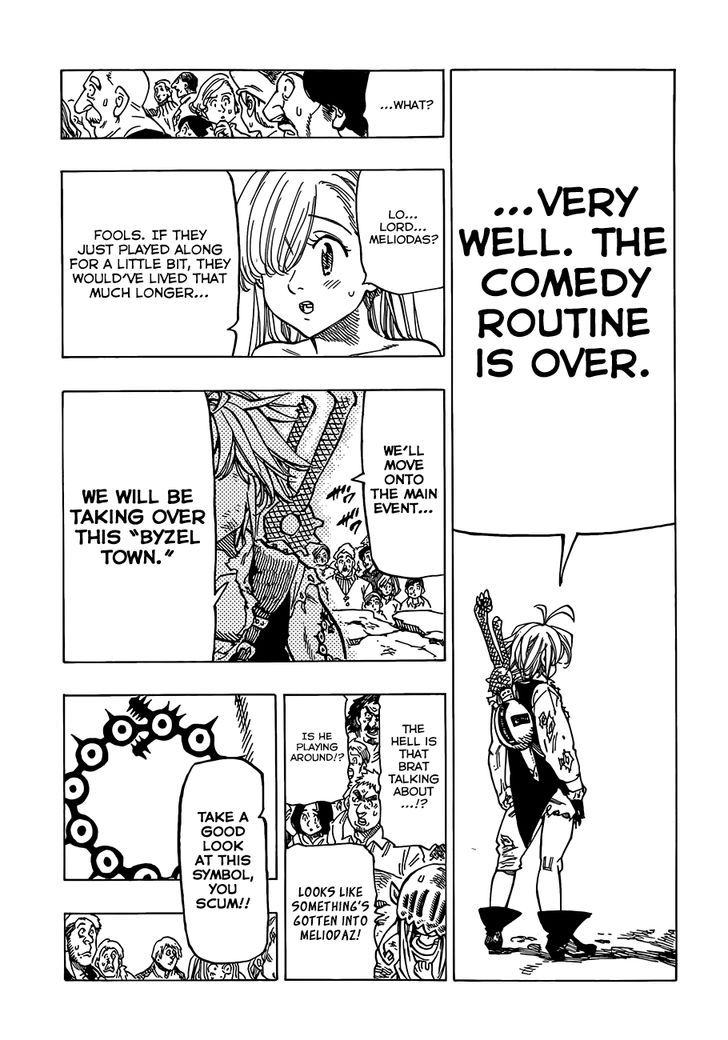 ...VERY
WELL. THE
COMEDY
ROUTINE
IS OVER.
...WHAT?
LO...
LORD...
MELIODAS?
FOOLS. IF THEY
JUST PLAYED ALONG
FOR A LITTLE BIT, THEY
WOULD'VE LIVED THAT
MUCH LONGER...
WE'LL
MOVE
ONTO
THE MAIN
EVENT...
WE WILL BE
TAKING OVER
THIS "BYZEL
TOWN."
THE
HELL IS
THAT
BRAT
TALKING
ABOUT
...!?
IS HE
PLAYING
AROUND!?
LOOKS LIKE
SOMETHING'S
GOTTEN INTO
MELIODAZ!
TAKE A
GOOD
LOOK
AT THIS
SYMBOL,
YOU
SCUM!!